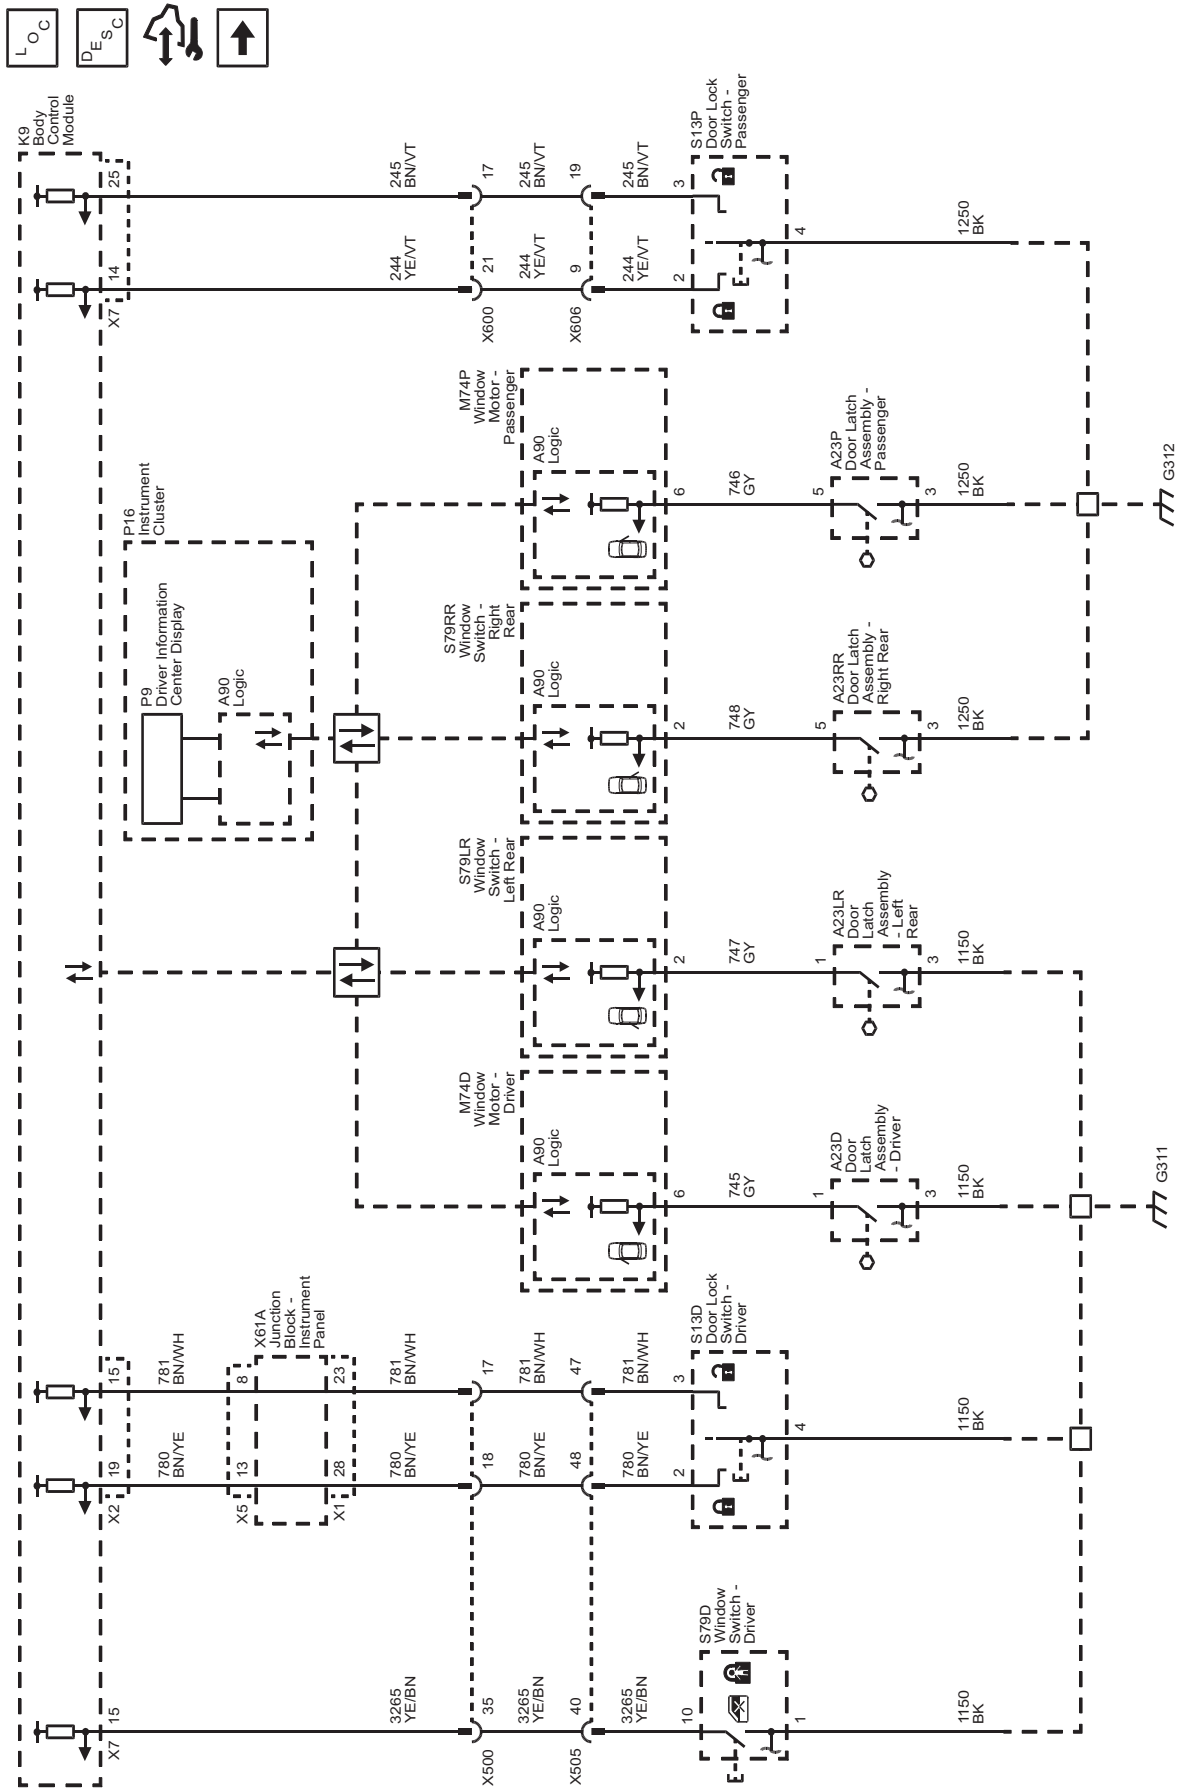 L O C
D E S C
K9
Body
Control
Module
X7
15
X2
19
15
X7
14
25
780
BN/YE
781
BN/WH
X61A
Junction
Block -
Instrument
Panel
X5
13
8
X1
28
23
P16
Instrument
Cluster
P9
Driver Information
Center Display
A90
Logic
3265
YE/BN
780
BN/YE
781
BN/WH
244
YE/VT
245
BN/VT
X500
35
18
17
X600
21
17
3265
YE/BN
780
BN/YE
781
BN/WH
244
YE/VT
245
BN/VT
X505
40
48
47
X606
9
19
3265
YE/BN
780
BN/YE
781
BN/WH
244
YE/VT
245
BN/VT
M74D
Window
Motor -
Driver
A90
Logic
6
S79LR
Window
Switch -
Left Rear
A90
Logic
2
S79RR
Window
Switch -
Right
Rear
A90
Logic
2
M74P
Window
Motor -
Passenger
A90
Logic
6
745
GY
747
GY
748
GY
746
GY
10
S79D
Window
Switch -
Driver
1
2
3
S13D
Door Lock
Switch -
Driver
4
2
3
S13P
Door Lock
Switch -
Passenger
4
1
A23D
Door
Latch
Assembly
- Driver
3
1
A23LR
Door
Latch
Assembly
- Left
Rear
3
5
A23RR
Door Latch
Assembly -
Right Rear
3
5
A23P
Door Latch
Assembly -
Passenger
3
1150
BK
1150
BK
1150
BK
1150
BK
1250
BK
1250
BK
1250
BK
G311
G312